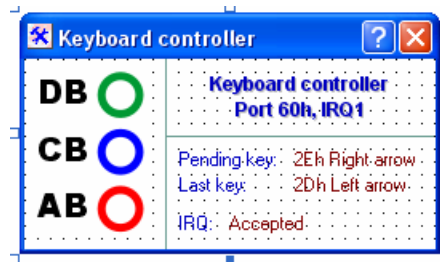 Keyboard controller
DB
CB
AB
Keyboard controller
Port 60h, IRQ1
Pending key: 2Eh Right arrow
Last key: 2Dh Left arrow
IRQ: Accepted